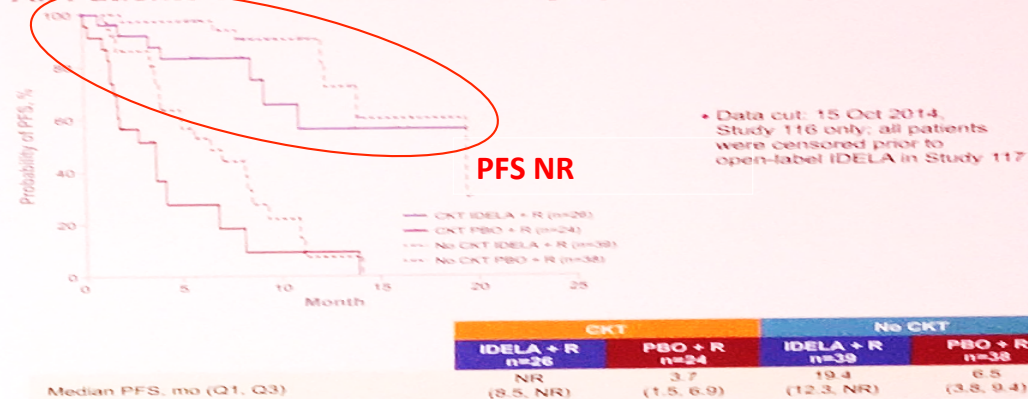 100
80
60
40
20
0
Probability of PFS, %
0 5 10 15 20 25
Month
PFS NR
• Data cut: 15 Oct 2014,
Study 116 only; all patients
were censored prior to
open-label IDELA in Study 117
CKT IDELA + R (n=26)
CKT PBO + R (n=24)
No CKT IDELA + R (n=39)
No CKT PBO + R (n=38)
CKT No CKT
IDELA + R PBO + R IDELA + R PBO + R
n=26 n=24 n=39 n=38
Median PFS, mo (Q1, Q3)
NR 3.7 19.4 6.5
(8.5, NR) (1.5, 6.9) (12.3, NR) (3.8, 9.4)